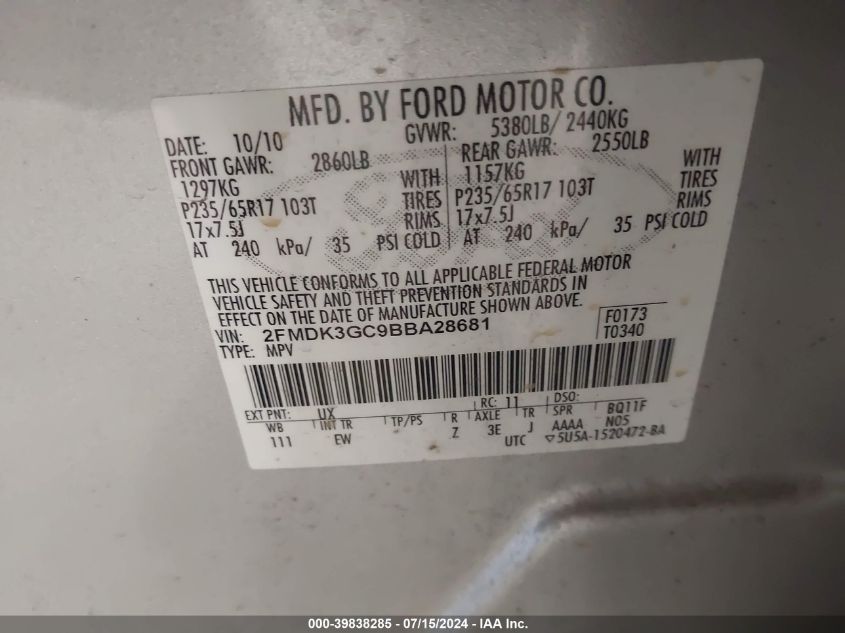 MFD. BY FORD MOTOR CO.
DATE: 10/10 GVWR: 5380LB/ 2440KG
FRONT GAWR: 2860LB REAR GAWR: 2550LB
1297KG WITH 1157KG WITH
P235/65R17 103T TIRES P235/65R17 103T TIRES
17x7.5J RIMS 17x7.5J RIMS
AT 240 kPa/ 35 PSI COLD AT 240 kPa/ 35 PSI COLD
THIS VEHICLE CONFORMS TO ALL APPLICABLE FEDERAL MOTOR
VEHICLE SAFETY AND THEFT PREVENTION STANDARDS IN
EFFECT ON THE DATE OF MANUFACTURE SHOWN ABOVE.
VIN: 2FMDK3GC9BBA28681 F0173
TYPE: MPV T0340
EXT PNT: UX RC: 11 DSO:
WB INT TR TP/PS R AXLE TR SPR BQ11F
111 EW Z 3E J AAAA N05
UTC ▽5U5A-1520472-BA
000-39838285 - 07/15/2024 - IAA Inc.